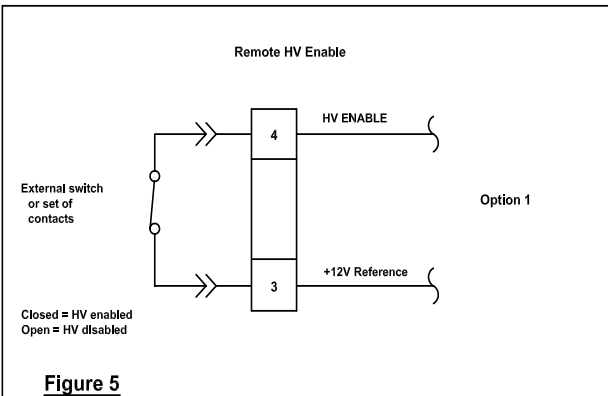 Remote HV Enable
HV ENABLE
4
External switch
or set of
contacts
Option 1
+12V Reference
3
Closed = HV enabled
Open = HV disabled
Figure 5